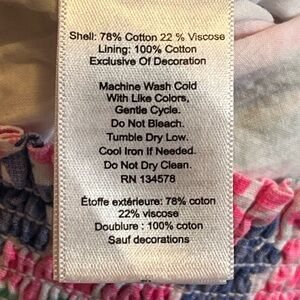 Shell: 78% Cotton 22 % Viscose
Lining: 100% Cotton
Exclusive Of Decoration
Machine Wash Cold
With Like Colors,
Gentle Cycle.
Do Not Bleach.
Tumble Dry Low.
Cool Iron If Needed.
Do Not Dry Clean.
RN 134578
Étoffe extérieure: 78% coton
22% viscose
Doublure : 100% coton
Sauf decorations